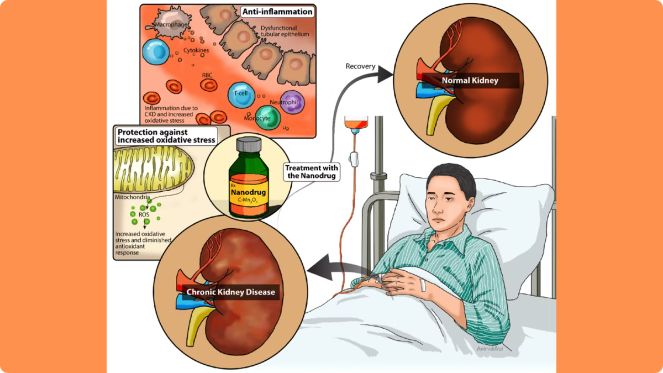 Anti-inflammation
Macrophage
Dysfunctional
tubular epithelium
Cytokines
RBC
T-cell
Neutrophil
Monocyte
Inflammation due to
CKD and increased
oxidative stress
Protection against
increased oxidative stress
Mitochondria
ROS
Increased oxidative
stress and diminished
antioxidant
response
Rx
Nanodrug
C-Mn₃O₄
Treatment with
the Nanodrug
Recovery
Normal Kidney
Chronic Kidney Disease